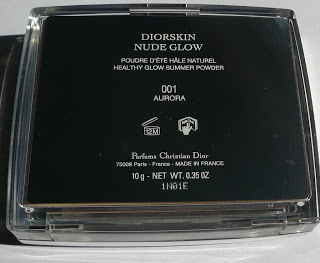 DIORSKIN
NUDE GLOW
POUDRE D'ÉTÉ HÂLE NATUREL
HEALTHY GLOW SUMMER POWDER
001
AURORA
12M
Parfums Christian Dior
75008 Paris - France - MADE IN FRANCE
10 g - NET WT. 0.35 OZ
1N01E